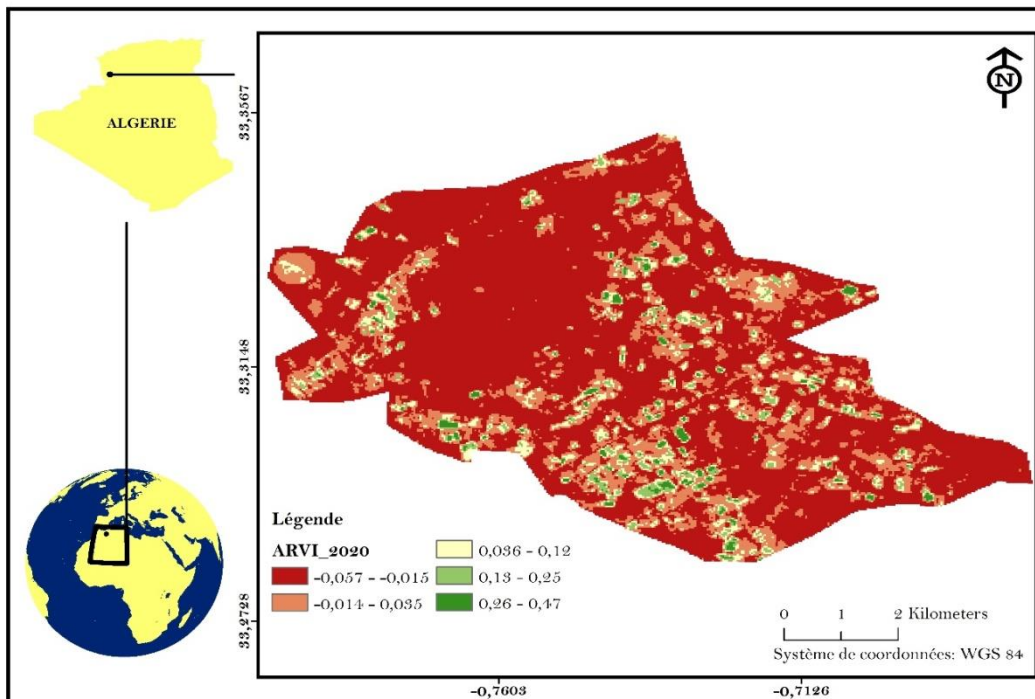 ALGERIE
N
33,3567
33,3148
33,2728
Légende
ARVI_2020
-0,057 - -0,015
-0,014 - 0,035
0,036 - 0,12
0,13 - 0,25
0,26 - 0,47
0 1 2 Kilometers
Système de coordonnées: WGS 84
-0,7603 -0,7126